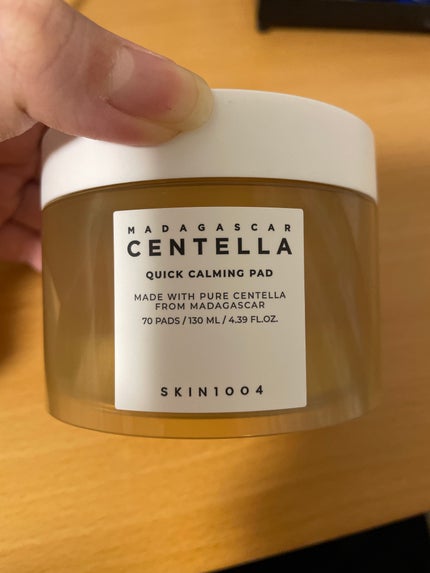 MADAGASCAR
CENTELLA
QUICK CALMING PAD
MADE WITH PURE CENTELLA
FROM MADAGASCAR
70 PADS / 130 ML / 4.39 FL.OZ.
SKIN1004